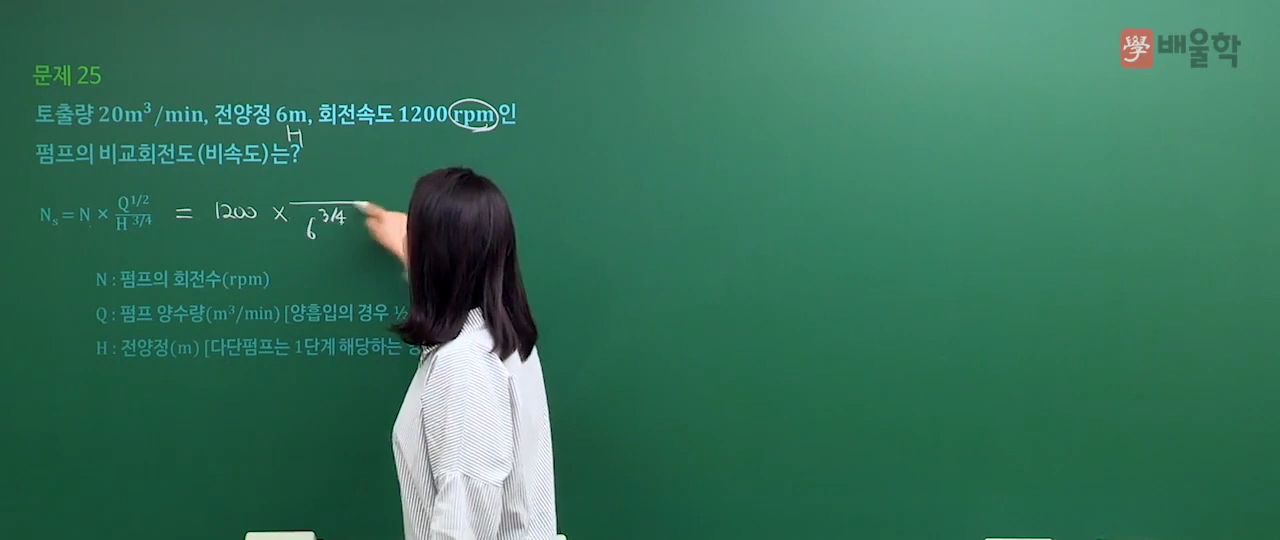 學 배울학
문제 25
토출량 20m³/min, 전양정 6m, 회전속도 1200rpm인
H
펌프의 비교회전도(비속도)는?
Nₛ = N × Q^1/2 / H^3/4 = 1200 × / 6^3/4
N : 펌프의 회전수(rpm)
Q : 펌프 양수량(m³/min) [양흡입의 경우 ½
H : 전양정(m) [다단펌프는 1단계 해당하는